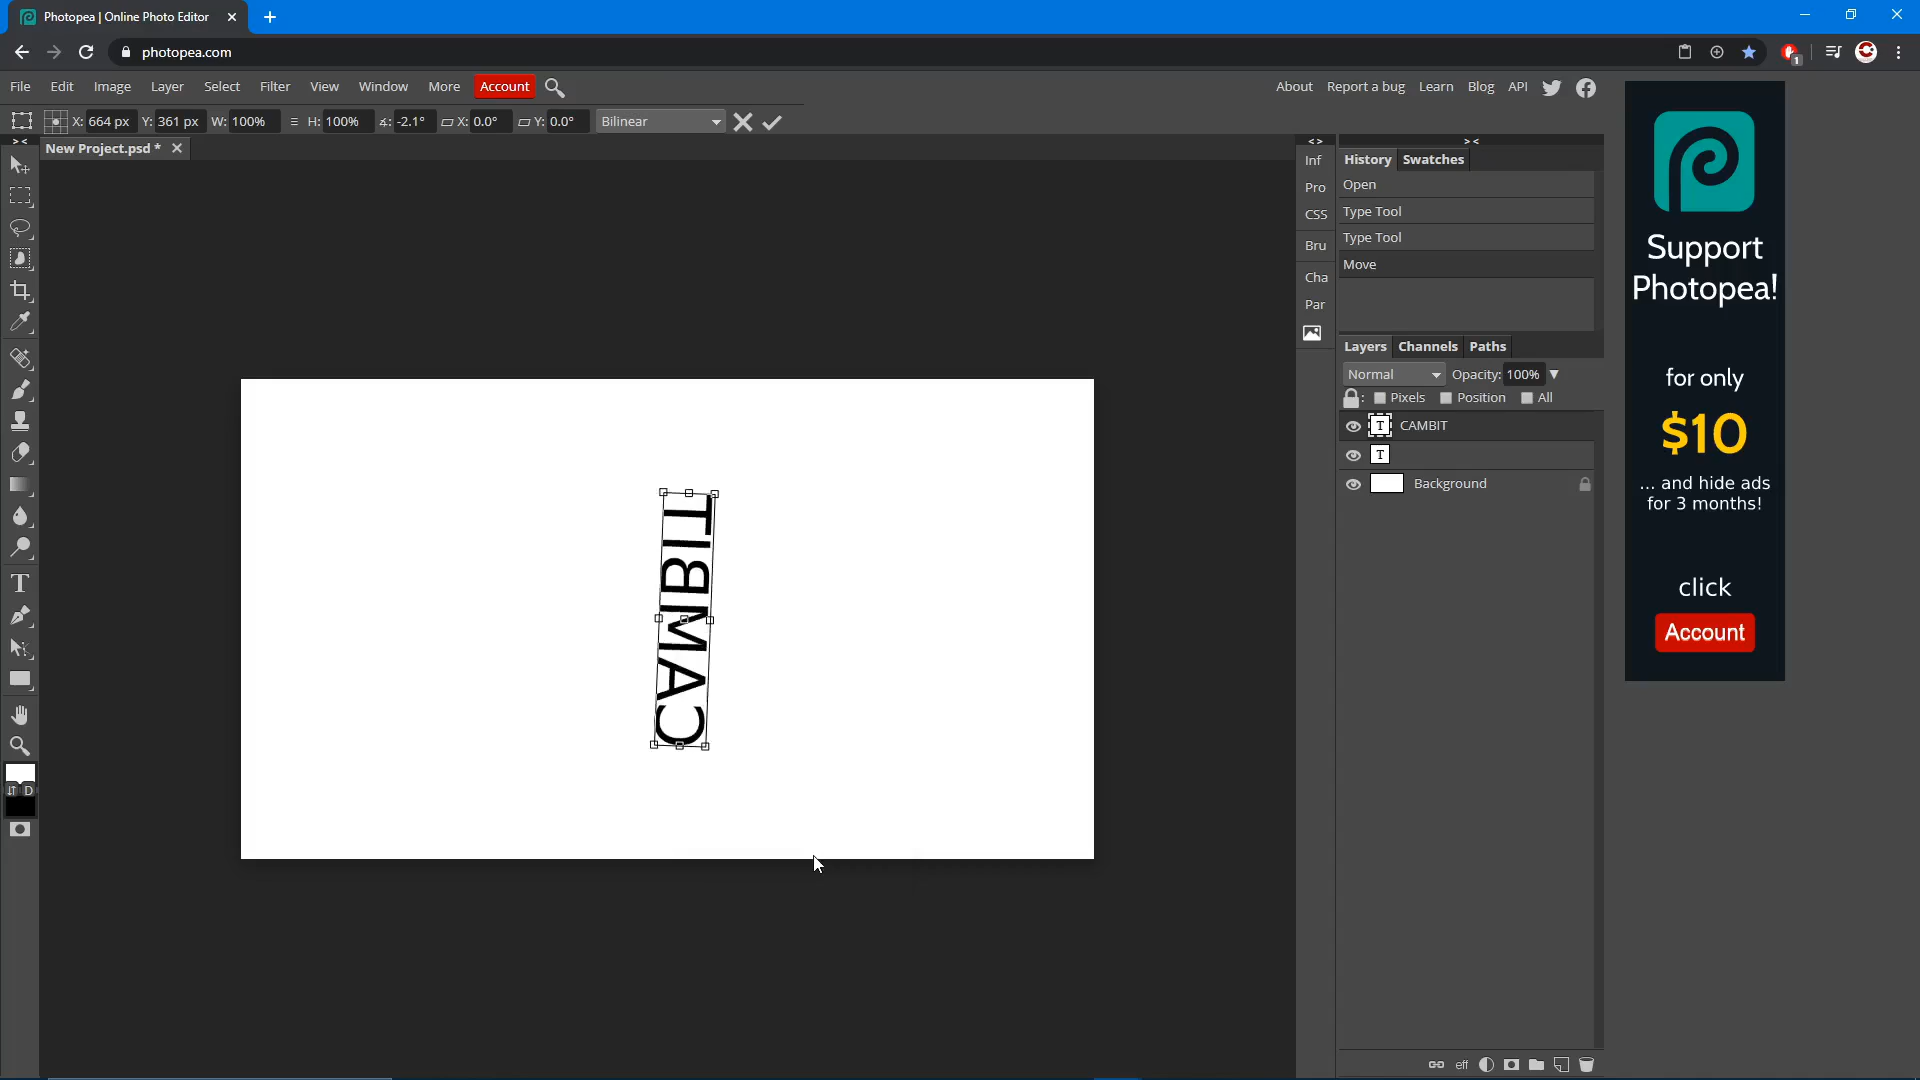 Photopea | Online Photo Editor
photopea.com
1
File Edit Image Layer Select Filter View Window More Account
About Report a bug Learn Blog API
X: 664 px Y: 361 px W: 100% = H: 100% -2.1° X: 0.0° Y: 0.0° Bilinear
> <
New Project.psd *
< >
> <
Inf
Pro
CSS
Bru
Cha
Par
History Swatches
Open
Type Tool
Type Tool
Move
Layers Channels Paths
Normal Opacity: 100%
: Pixels Position All
T CAMBIT
T
Background
CAMBIT
T
D
eff
Support
Photopea!
for only
$10
... and hide ads
for 3 months!
click
Account